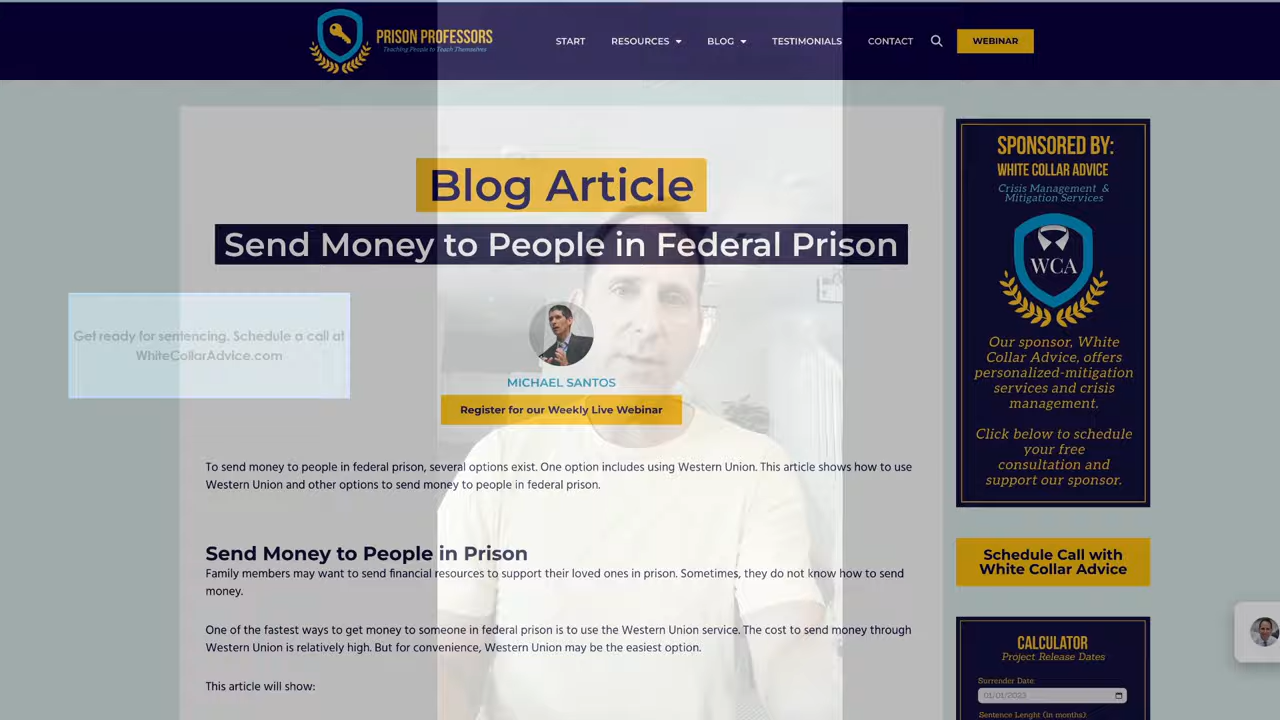 PRISON PROFESSORS
Teaching People to Teach Themselves
START
RESOURCES
BLOG
TESTIMONIALS
CONTACT
WEBINAR
Blog Article
Send Money to People in Federal Prison
Get ready for sentencing. Schedule a call at
WhiteCollarAdvice.com
MICHAEL SANTOS
Register for our Weekly Live Webinar
To send money to people in federal prison, several options exist. One option includes using Western Union. This article shows how to use
Western Union and other options to send money to people in federal prison.
Send Money to People in Prison
Family members may want to send financial resources to support their loved ones in prison. Sometimes, they do not know how to send
money.
One of the fastest ways to get money to someone in federal prison is to use the Western Union service. The cost to send money through
Western Union is relatively high. But for convenience, Western Union may be the easiest option.
This article will show:
SPONSORED BY:
WHITE COLLAR ADVICE
Crisis Management &
Mitigation Services
WCA
Our sponsor, White
Collar Advice, offers
personalized-mitigation
services and crisis
management.
Click below to schedule
your free
consultation and
support our sponsor.
Schedule Call with
White Collar Advice
CALCULATOR
Project Release Dates
Surrender Date
01/01/2023
Sentence Lenght (in months):